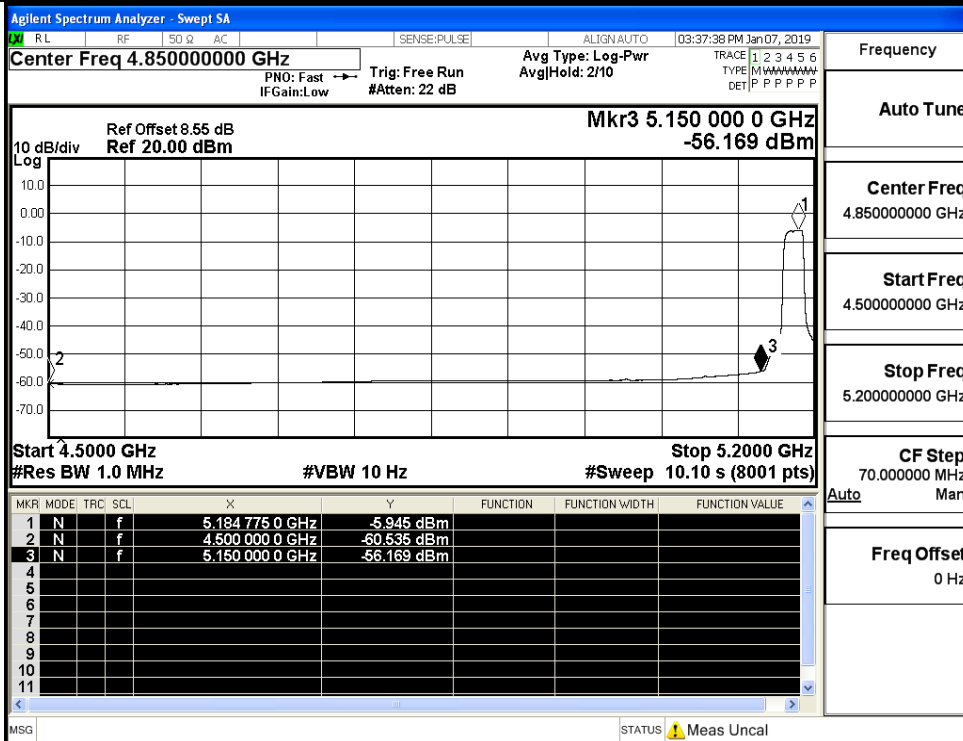 Agilent Spectrum Analyzer - Swept SA
LXI RL RF 50 Ω AC SENSE:PULSE ALIGN AUTO 03:37:38 PM Jan 07, 2019
Center Freq 4.850000000 GHz
PNO: Fast
IFGain:Low
Trig: Free Run
#Atten: 22 dB
Avg Type: Log-Pwr
Avg|Hold: 2/10
TRACE 1 2 3 4 5 6
TYPE M WWWWW
DET P P P P P P
Mkr3 5.150 000 0 GHz
-56.169 dBm
Ref Offset 8.55 dB
10 dB/div Ref 20.00 dBm
Log
10.0
0.00
-10.0
-20.0
-30.0
-40.0
-50.0
-60.0
-70.0
1
2
3
Start 4.5000 GHz Stop 5.2000 GHz
#Res BW 1.0 MHz #VBW 10 Hz #Sweep 10.10 s (8001 pts)
MKR MODE TRC SCL X Y FUNCTION FUNCTION WIDTH FUNCTION VALUE
1 N f 5.184 775 0 GHz -5.945 dBm
2 N f 4.500 000 0 GHz -60.535 dBm
3 N f 5.150 000 0 GHz -56.169 dBm
4
5
6
7
8
9
10
11
MSG STATUS Meas Uncal
Frequency
Auto Tune
Center Freq
4.850000000 GHz
Start Freq
4.500000000 GHz
Stop Freq
5.200000000 GHz
CF Step
70.000000 MHz
Auto Man
Freq Offset
0 Hz